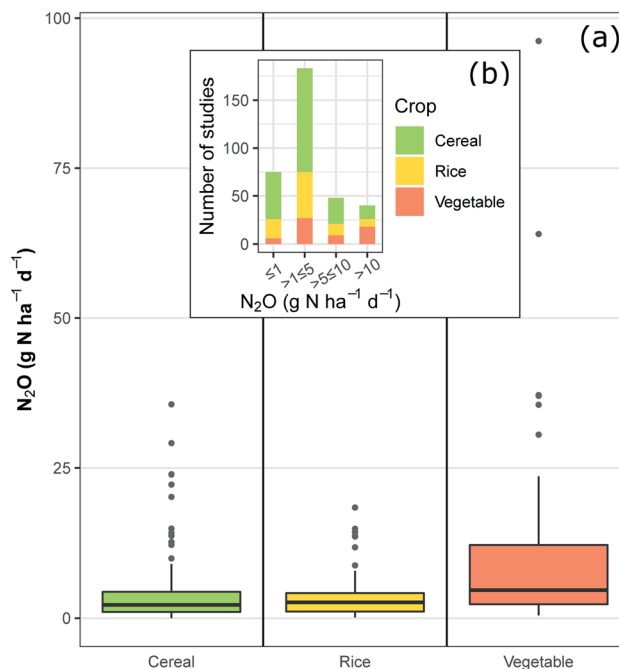 100
(a)
(b)
Number of studies
150
100
50
0
≤1
>1≤5
>5≤10
>10
N₂O (g N ha⁻¹ d⁻¹)
Crop
Cereal
Rice
Vegetable
75
50
25
0
N₂O (g N ha⁻¹ d⁻¹)
Cereal
Rice
Vegetable